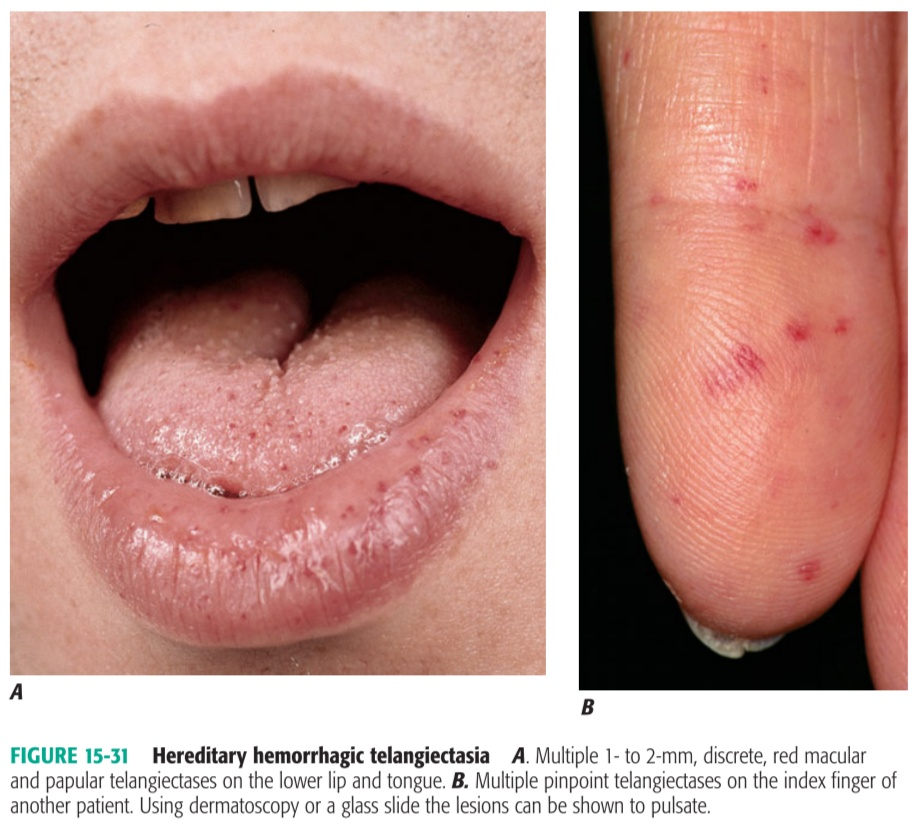 A
B
FIGURE 15-31 Hereditary hemorrhagic telangiectasia A. Multiple 1- to 2-mm, discrete, red macular
and papular telangiectases on the lower lip and tongue. B. Multiple pinpoint telangiectases on the index finger of
another patient. Using dermatoscopy or a glass slide the lesions can be shown to pulsate.